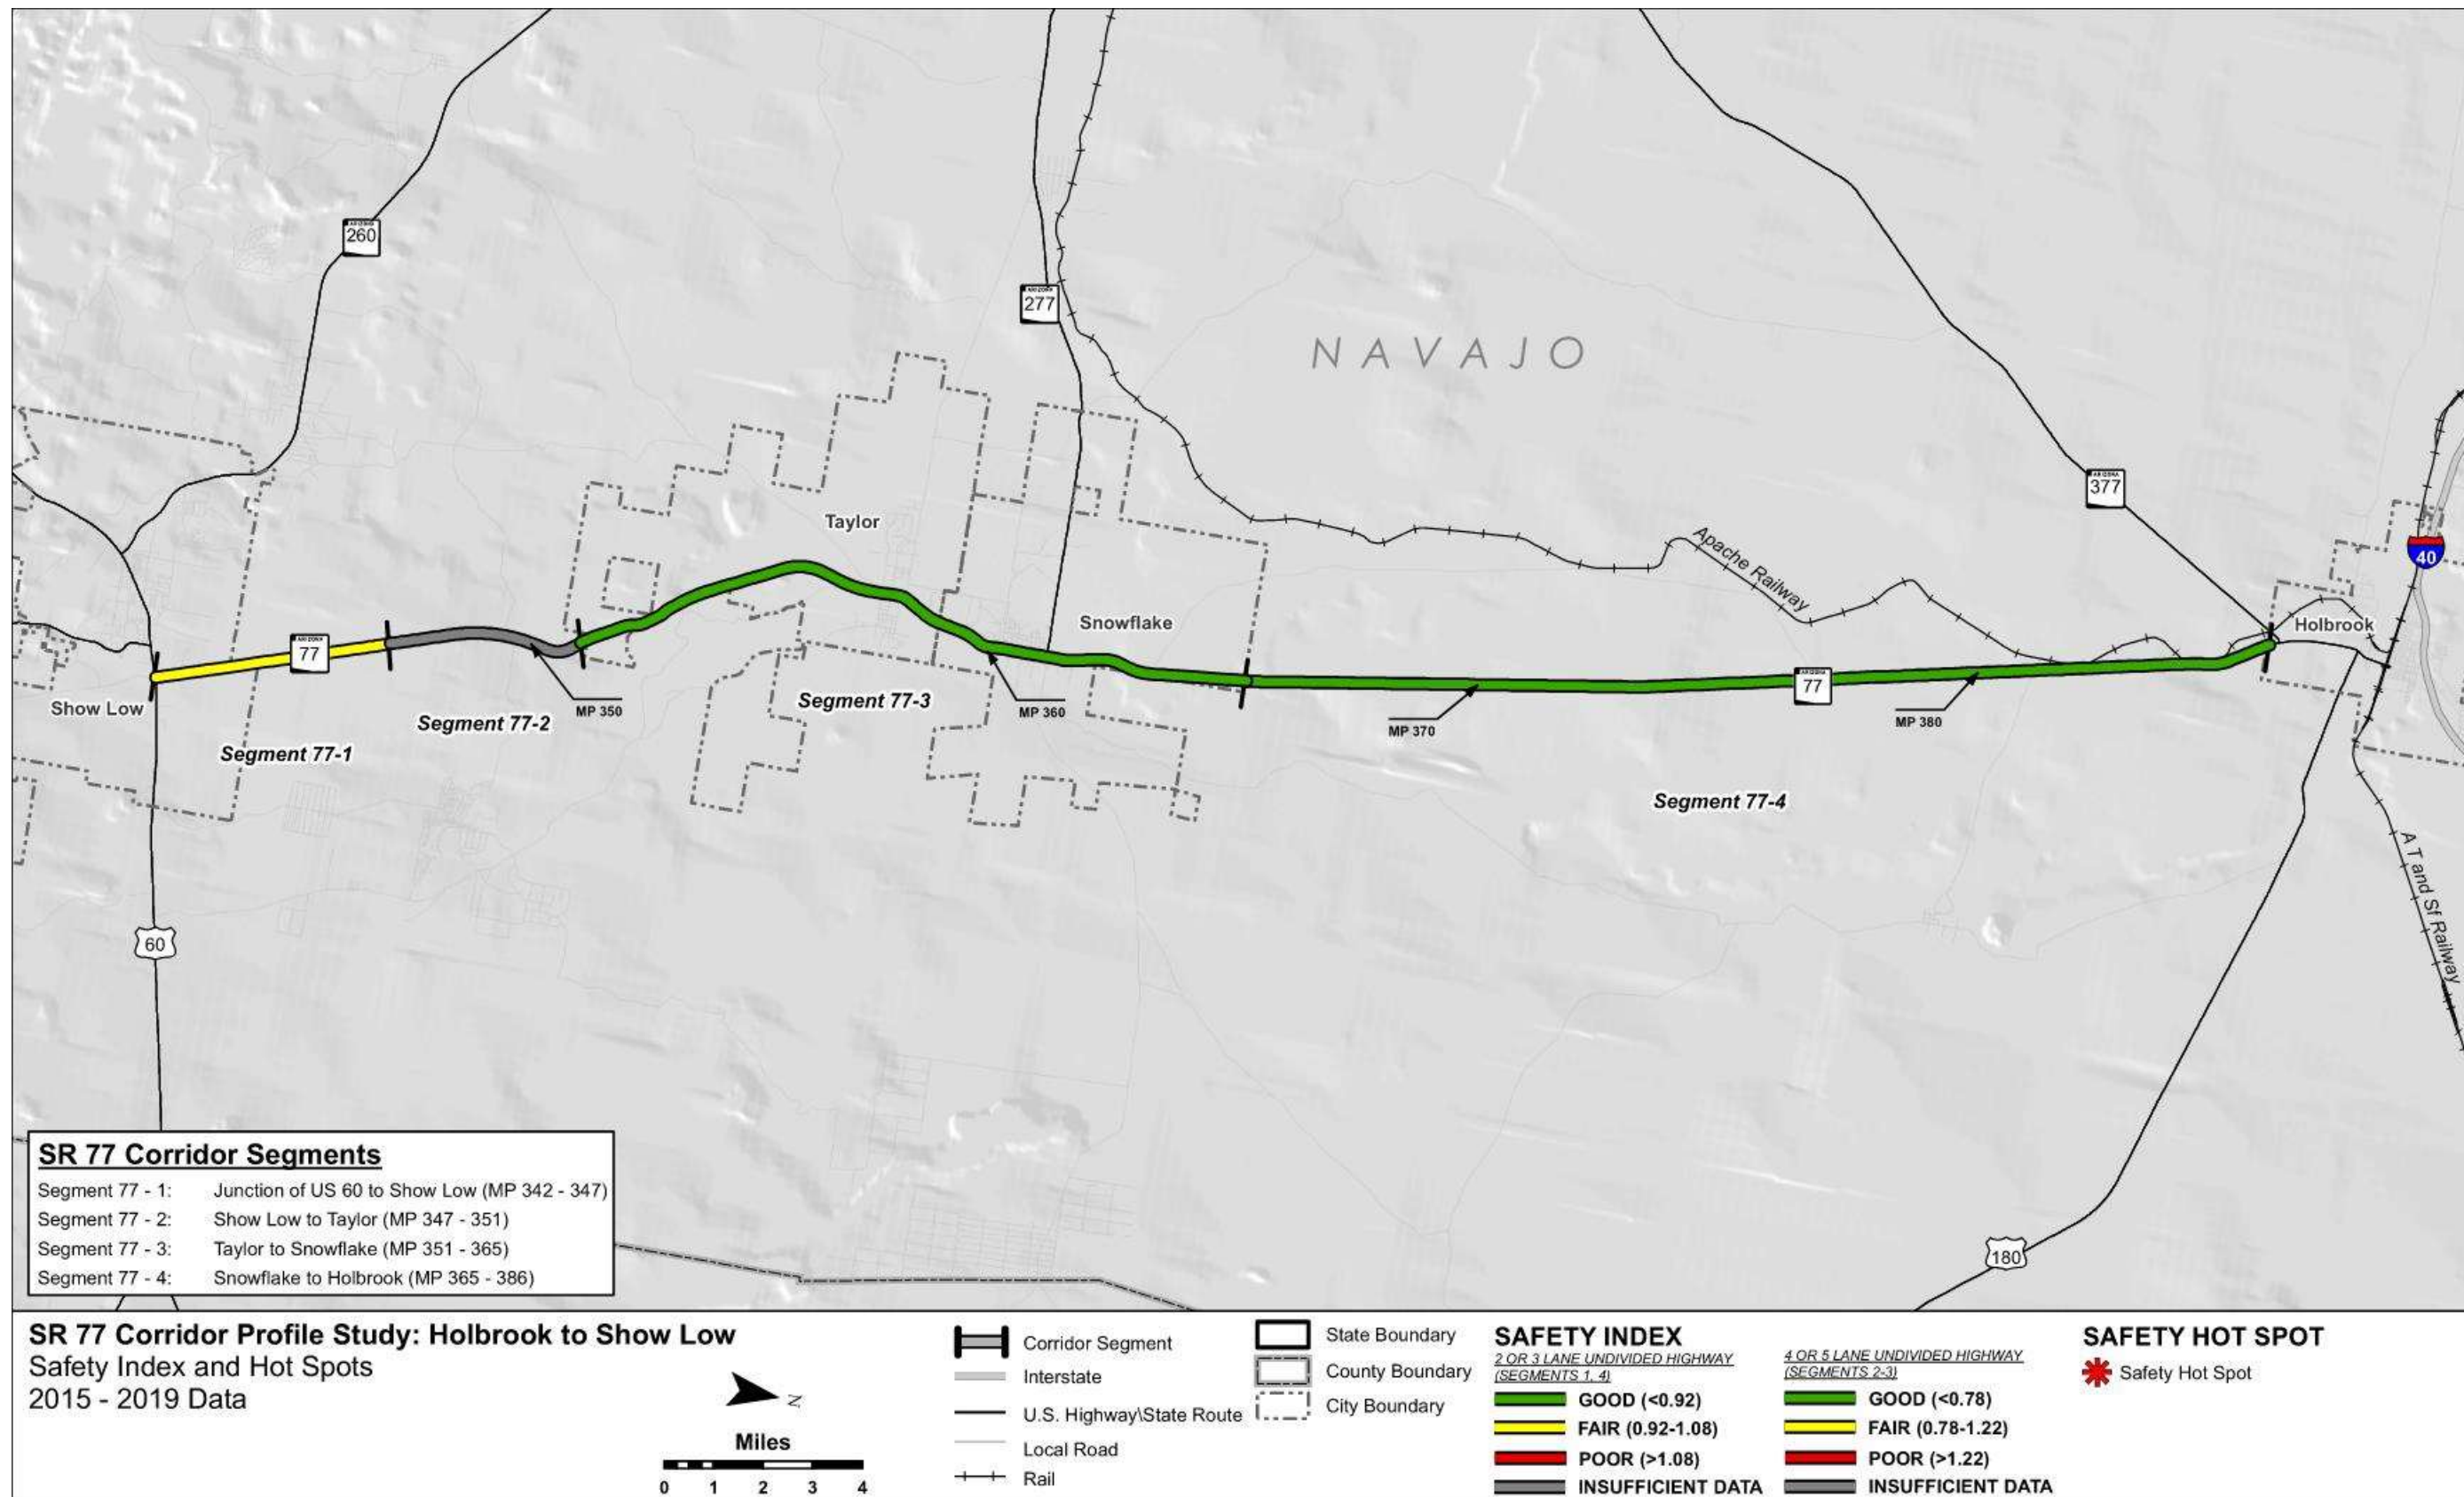 ARIZONA
260
ARIZONA
277
NAVAJO
ARIZONA
377
40
Taylor
Apache Railway
Snowflake
Holbrook
ARIZONA
77
ARIZONA
77
Show Low
MP 350
MP 360
MP 370
MP 380
Segment 77-1
Segment 77-2
Segment 77-3
Segment 77-4
A T and Sf Railway
60
180
SR 77 Corridor Segments
Segment 77 - 1: Junction of US 60 to Show Low (MP 342 - 347)
Segment 77 - 2: Show Low to Taylor (MP 347 - 351)
Segment 77 - 3: Taylor to Snowflake (MP 351 - 365)
Segment 77 - 4: Snowflake to Holbrook (MP 365 - 386)
SR 77 Corridor Profile Study: Holbrook to Show Low
Safety Index and Hot Spots
2015 - 2019 Data
N
Miles
0 1 2 3 4
Corridor Segment
Interstate
U.S. Highway\State Route
Local Road
Rail
State Boundary
County Boundary
City Boundary
SAFETY INDEX
2 OR 3 LANE UNDIVIDED HIGHWAY
(SEGMENTS 1, 4)
GOOD (<0.92)
FAIR (0.92-1.08)
POOR (>1.08)
INSUFFICIENT DATA
4 OR 5 LANE UNDIVIDED HIGHWAY
(SEGMENTS 2-3)
GOOD (<0.78)
FAIR (0.78-1.22)
POOR (>1.22)
INSUFFICIENT DATA
SAFETY HOT SPOT
Safety Hot Spot